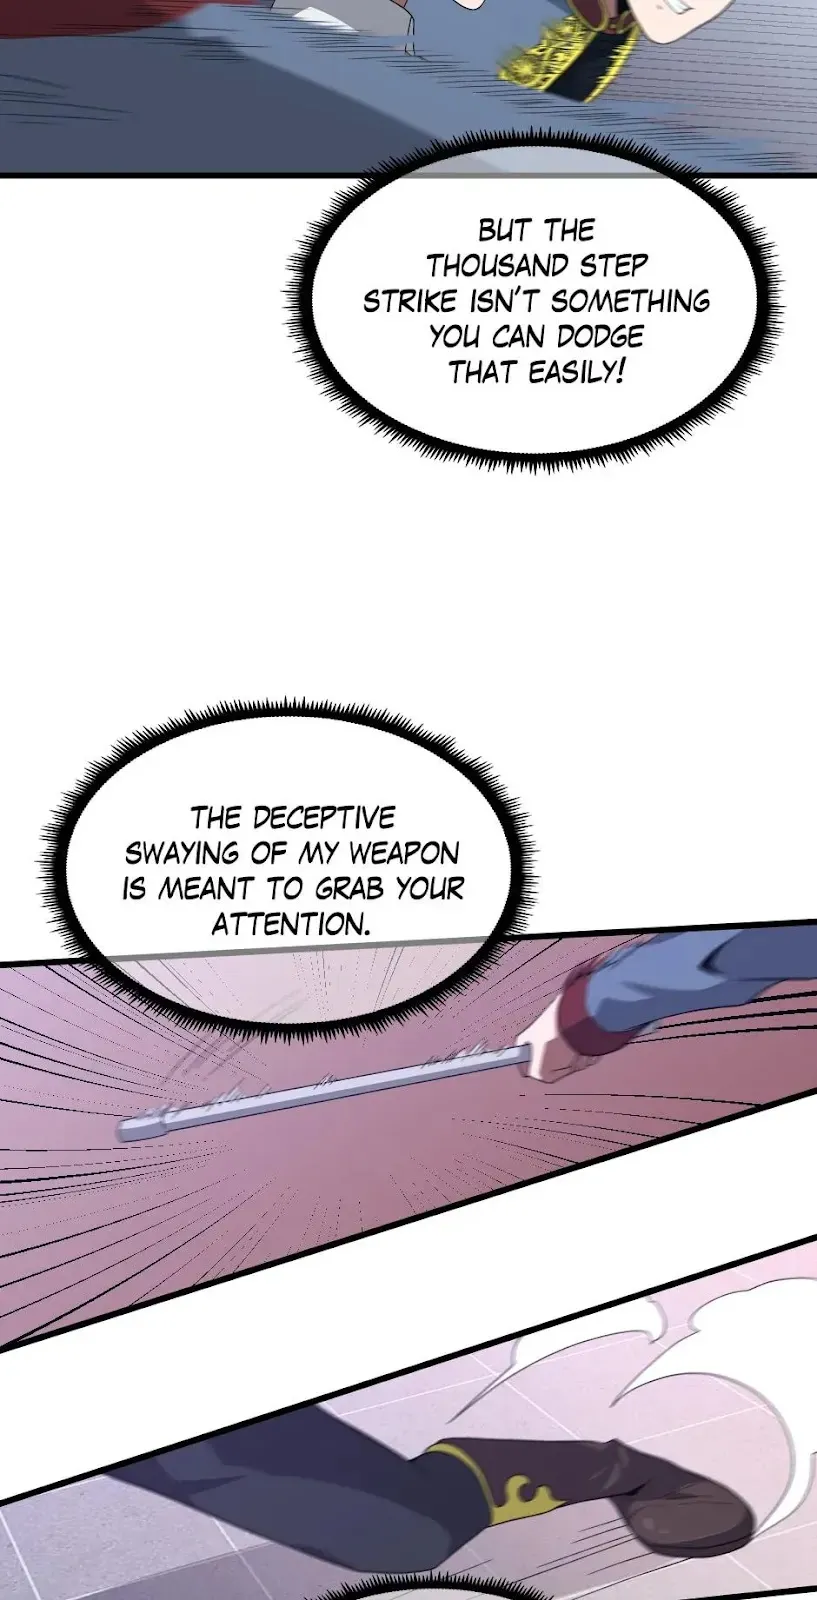 BUT THE
THOUSAND STEP
STRIKE ISN'T SOMETHING
YOU CAN DODGE
THAT EASILY!
THE DECEPTIVE
SWAYING OF MY WEAPON
IS MEANT TO GRAB YOUR
ATTENTION.